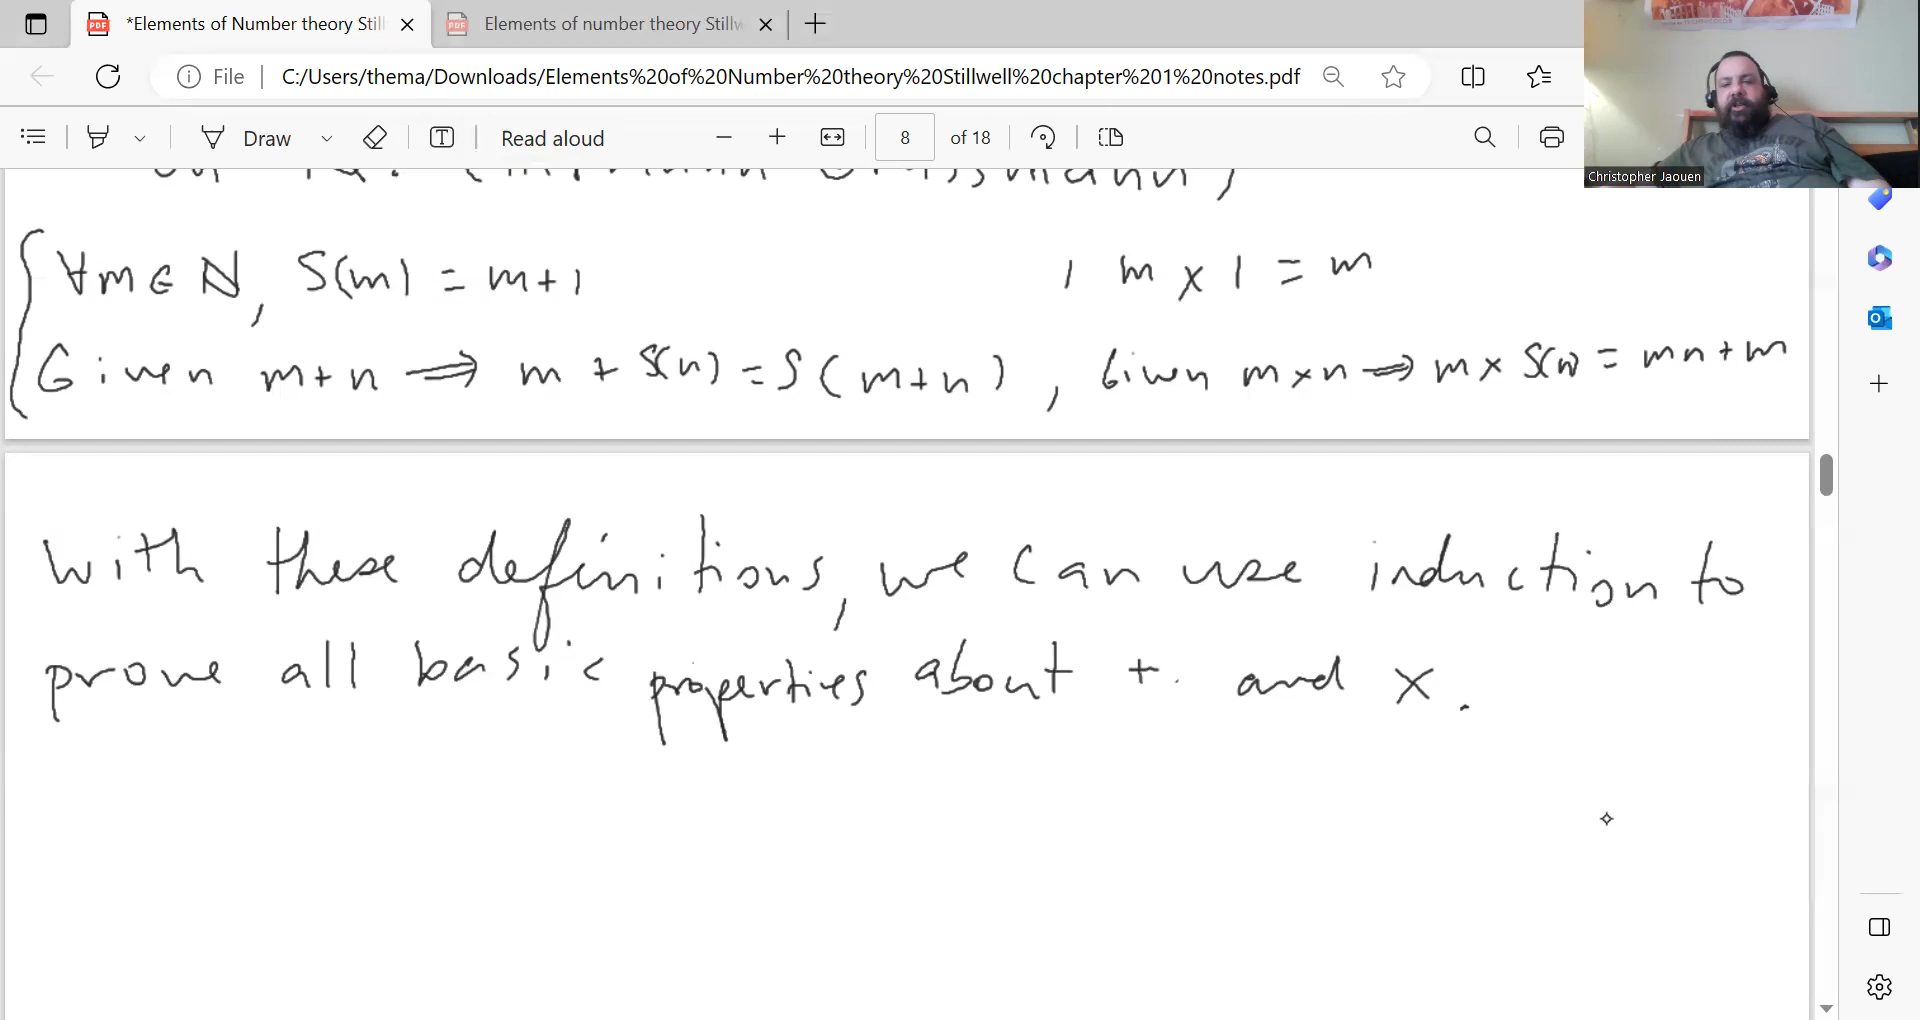 *Elements of Number theory Still
Elements of number theory Stillw
File
C:/Users/thema/Downloads/Elements%20of%20Number%20theory%20Stillwell%20chapter%201%20notes.pdf
Draw
Read aloud
8 of 18
Christopher Jaouen
∀m∈ℕ, S(m) = m+1 , m × 1 = m
Given m+n ⟹ m + S(n) = S(m+n) , Given m×n ⟹ m × S(n) = mn+m
With these definitions, we can use induction to
prove all basic properties about + and ×.